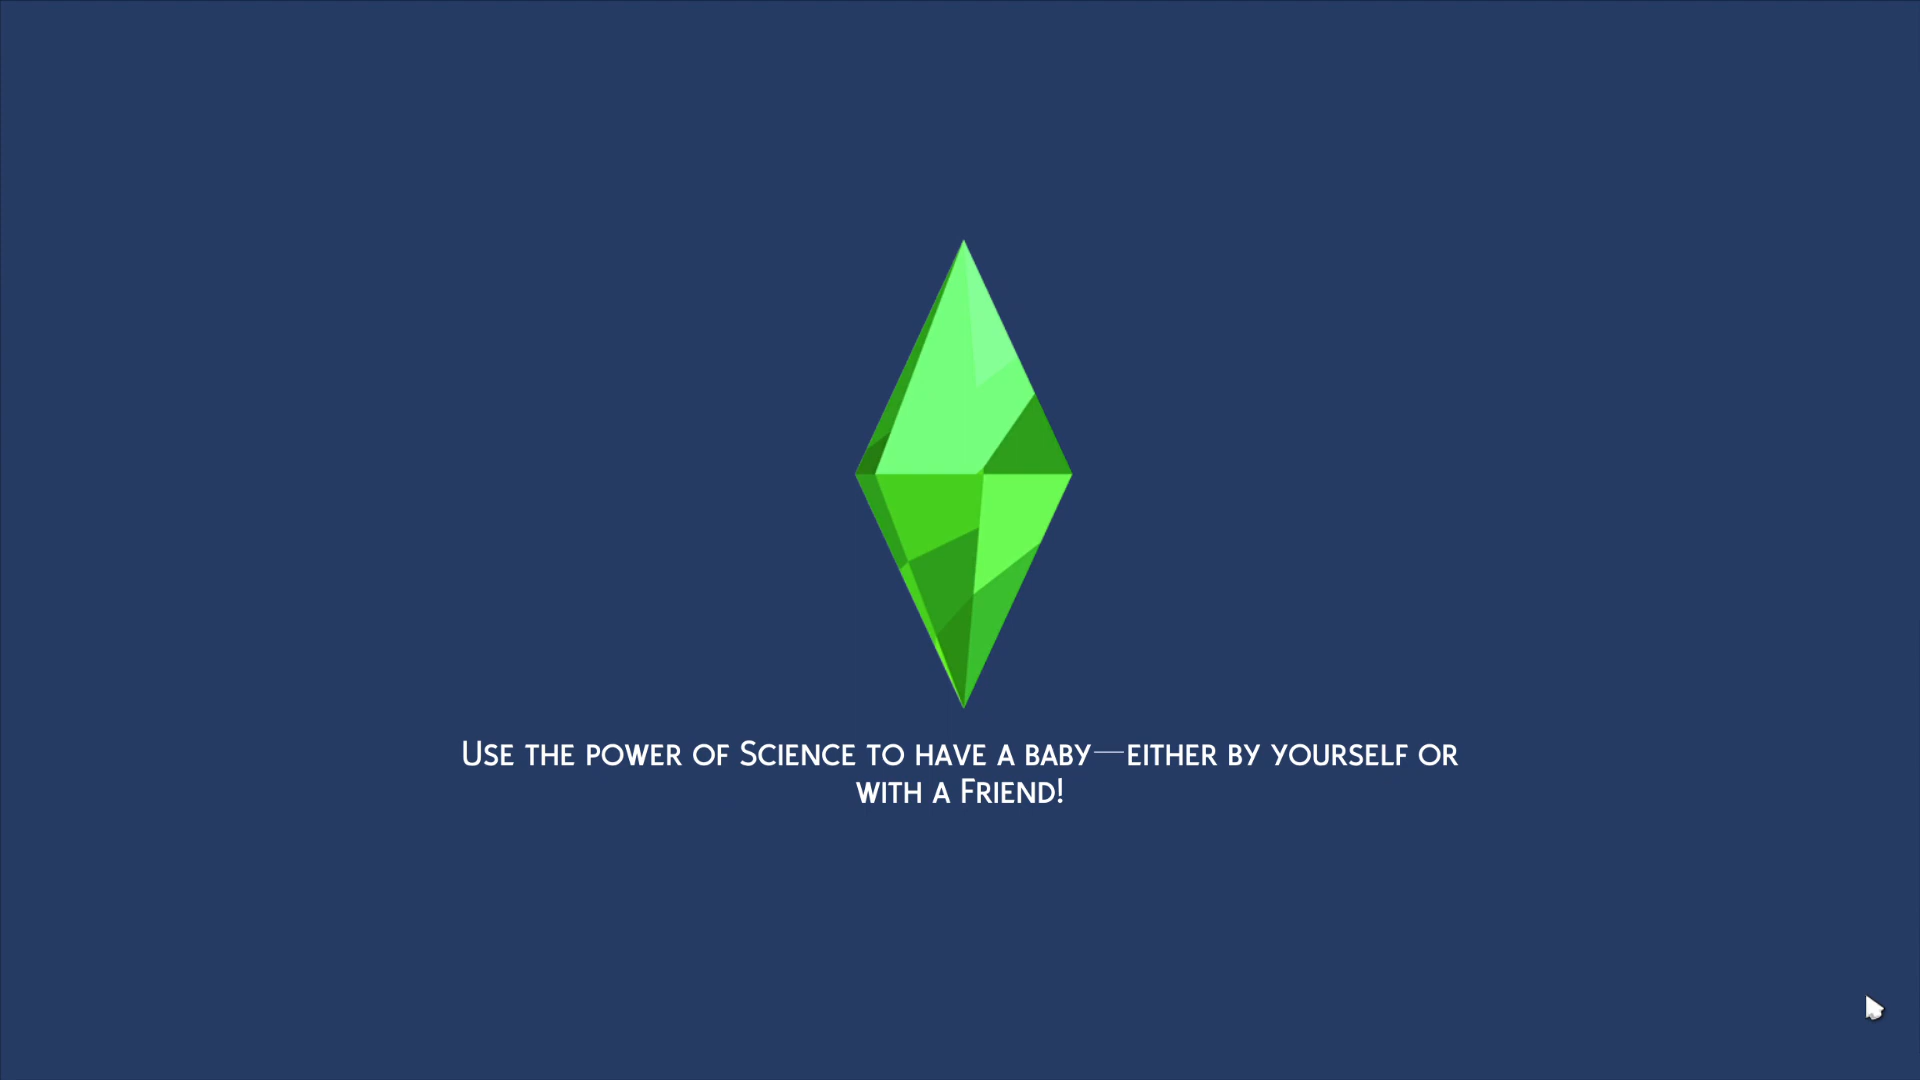 Use the power of Science to have a baby—either by yourself or
with a Friend!